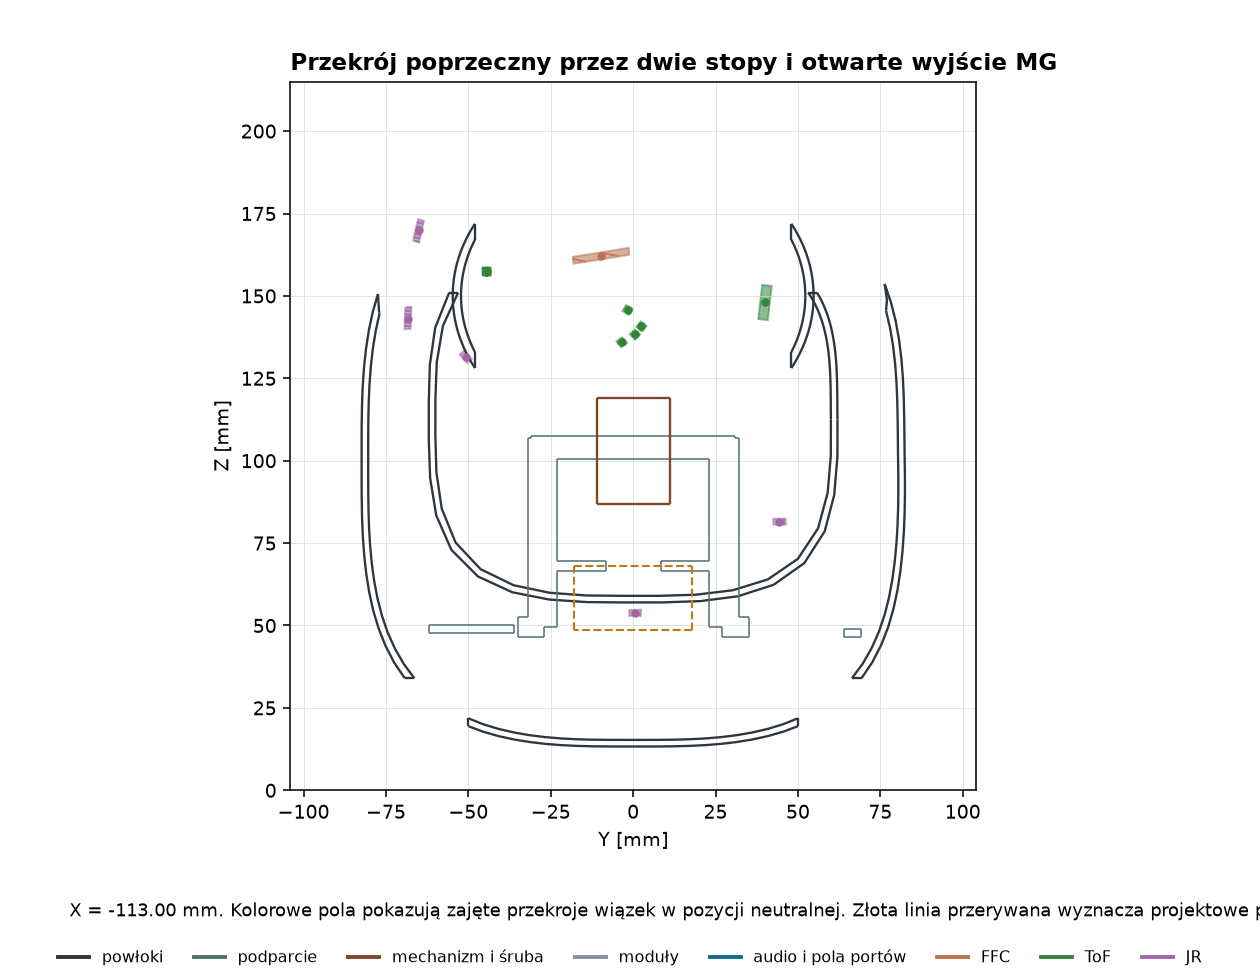 Przekrój poprzeczny przez dwie stopy i otwarte wyjście MG
200
175
150
125
100
75
50
25
0
Z [mm]
−100 −75 −50 −25 0 25 50 75 100
Y [mm]
X = -113.00 mm. Kolorowe pola pokazują zajęte przekroje wiązek w pozycji neutralnej. Złota linia przerywana wyznacza projektowe
powłoki podparcie mechanizm i śruba moduły audio i pola portów FFC ToF JR